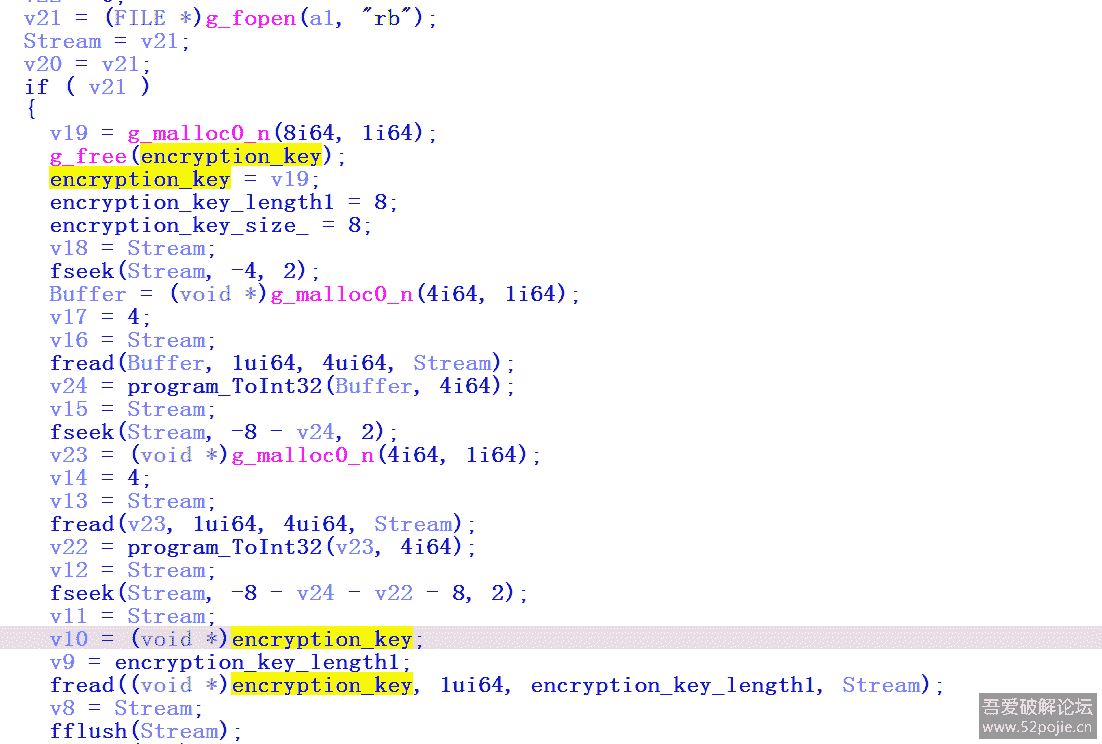 v21 = (FILE *)g_fopen(a1, "rb");
Stream = v21;
v20 = v21;
if ( v21 )
{
v19 = g_malloc0_n(8i64, 1i64);
g_free(encryption_key);
encryption_key = v19;
encryption_key_length1 = 8;
encryption_key_size_ = 8;
v18 = Stream;
fseek(Stream, -4, 2);
Buffer = (void *)g_malloc0_n(4i64, 1i64);
v17 = 4;
v16 = Stream;
fread(Buffer, 1ui64, 4ui64, Stream);
v24 = program_ToInt32(Buffer, 4i64);
v15 = Stream;
fseek(Stream, -8 - v24, 2);
v23 = (void *)g_malloc0_n(4i64, 1i64);
v14 = 4;
v13 = Stream;
fread(v23, 1ui64, 4ui64, Stream);
v22 = program_ToInt32(v23, 4i64);
v12 = Stream;
fseek(Stream, -8 - v24 - v22 - 8, 2);
v11 = Stream;
v10 = (void *)encryption_key;
v9 = encryption_key_length1;
fread((void *)encryption_key, 1ui64, encryption_key_length1, Stream);
v8 = Stream;
fflush(Stream);
吾爱破解论坛
www.52pojie.cn